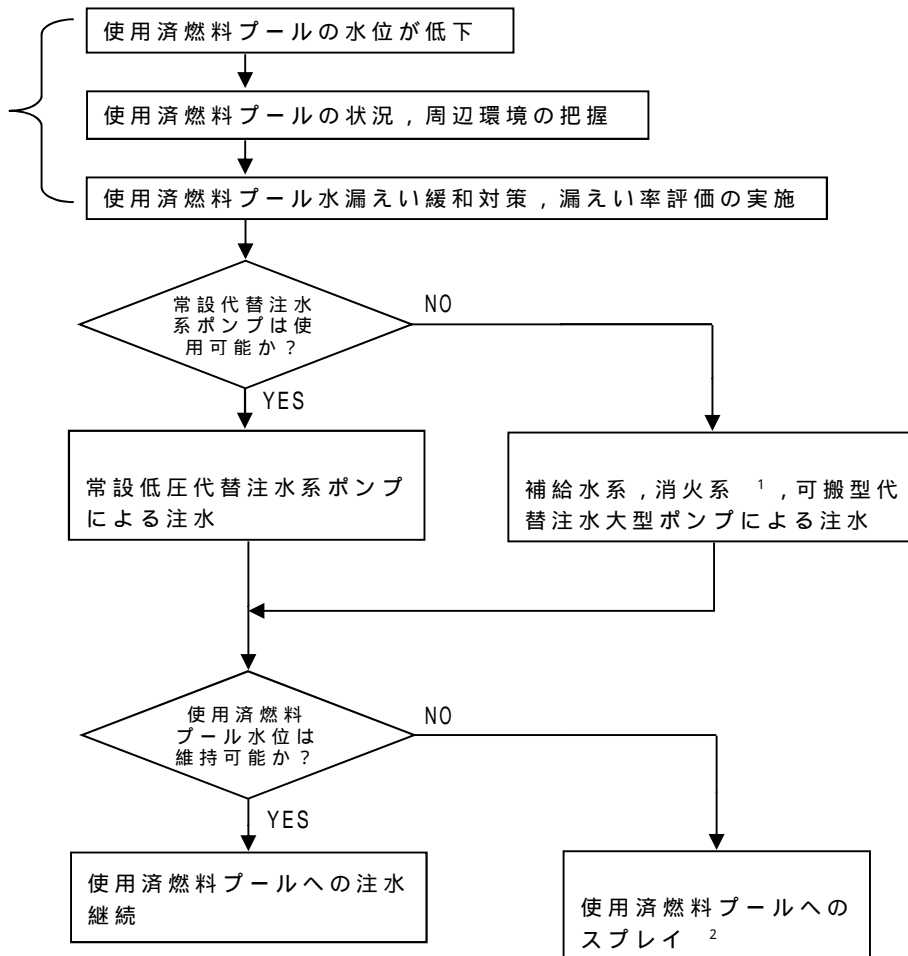 使用済燃料プールの水位が低下
使用済燃料プールの状況，周辺環境の把握
使用済燃料プール水漏えい緩和対策，漏えい率評価の実施
常設代替注水
系ポンプは使
用可能か？
NO
YES
常設低圧代替注水系ポンプ
による注水
補給水系，消火系 1，可搬型代
替注水大型ポンプによる注水
使用済燃料
プール水位は
維持可能か？
NO
YES
使用済燃料プールへの注水
継続
使用済燃料プールへの
スプレイ 2